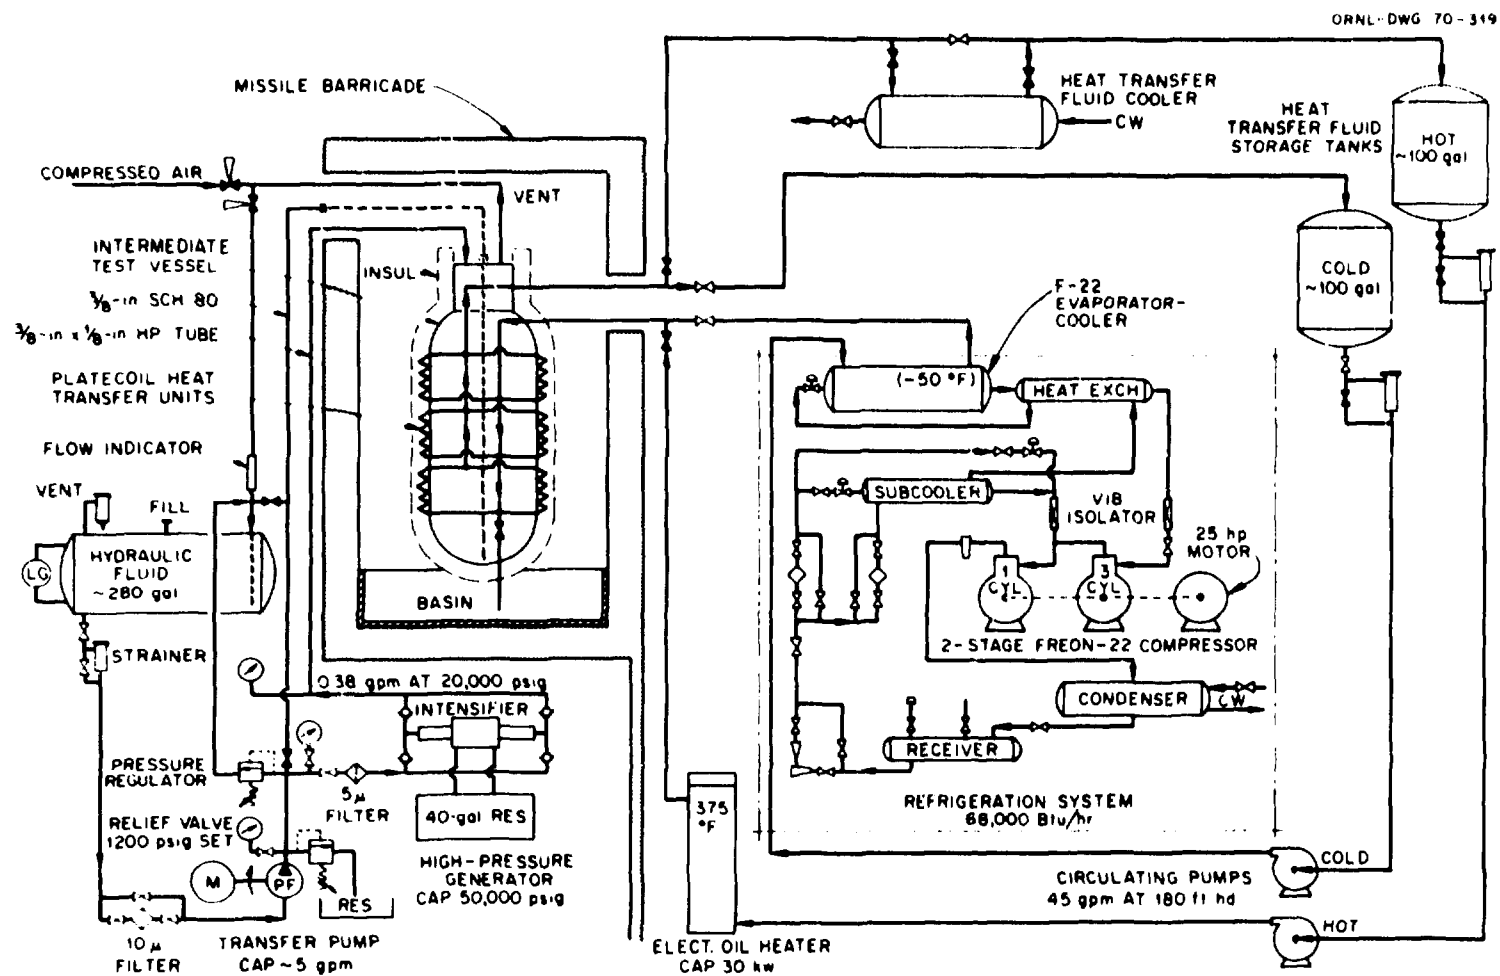 ORNL-DWG 70-319
MISSILE BARRICADE
HEAT TRANSFER
FLUID COOLER
CW
HEAT
TRANSFER FLUID
STORAGE TANKS
HOT
~100 gal
COMPRESSED AIR
VENT
INTERMEDIATE
TEST VESSEL
INSUL
COLD
~100 gal
3/8-in SCH 80
3/8-in x 1/8-in HP TUBE
F-22
EVAPORATOR-
COOLER
PLATECOIL HEAT
TRANSFER UNITS
(-50 °F)
HEAT EXCH
FLOW INDICATOR
VENT
FILL
SUBCOOLER
VIB
ISOLATOR
25 hp
MOTOR
HYDRAULIC
FLUID
~280 gal
LG
BASIN
1
CYL
3
CYL
2-STAGE FREON-22 COMPRESSOR
STRAINER
0.38 gpm AT 20,000 psig
INTENSIFIER
CONDENSER
CW
RECEIVER
PRESSURE
REGULATOR
5μ
FILTER
40-gal RES
375
°F
REFRIGERATION SYSTEM
68,000 Btu/hr
RELIEF VALVE
1200 psig SET
HIGH-PRESSURE
GENERATOR
CAP 50,000 psig
M
PF
RES
COLD
CIRCULATING PUMPS
45 gpm AT 180 ft hd
HOT
10 μ
FILTER
TRANSFER PUMP
CAP ~5 gpm
ELECT. OIL HEATER
CAP 30 kw